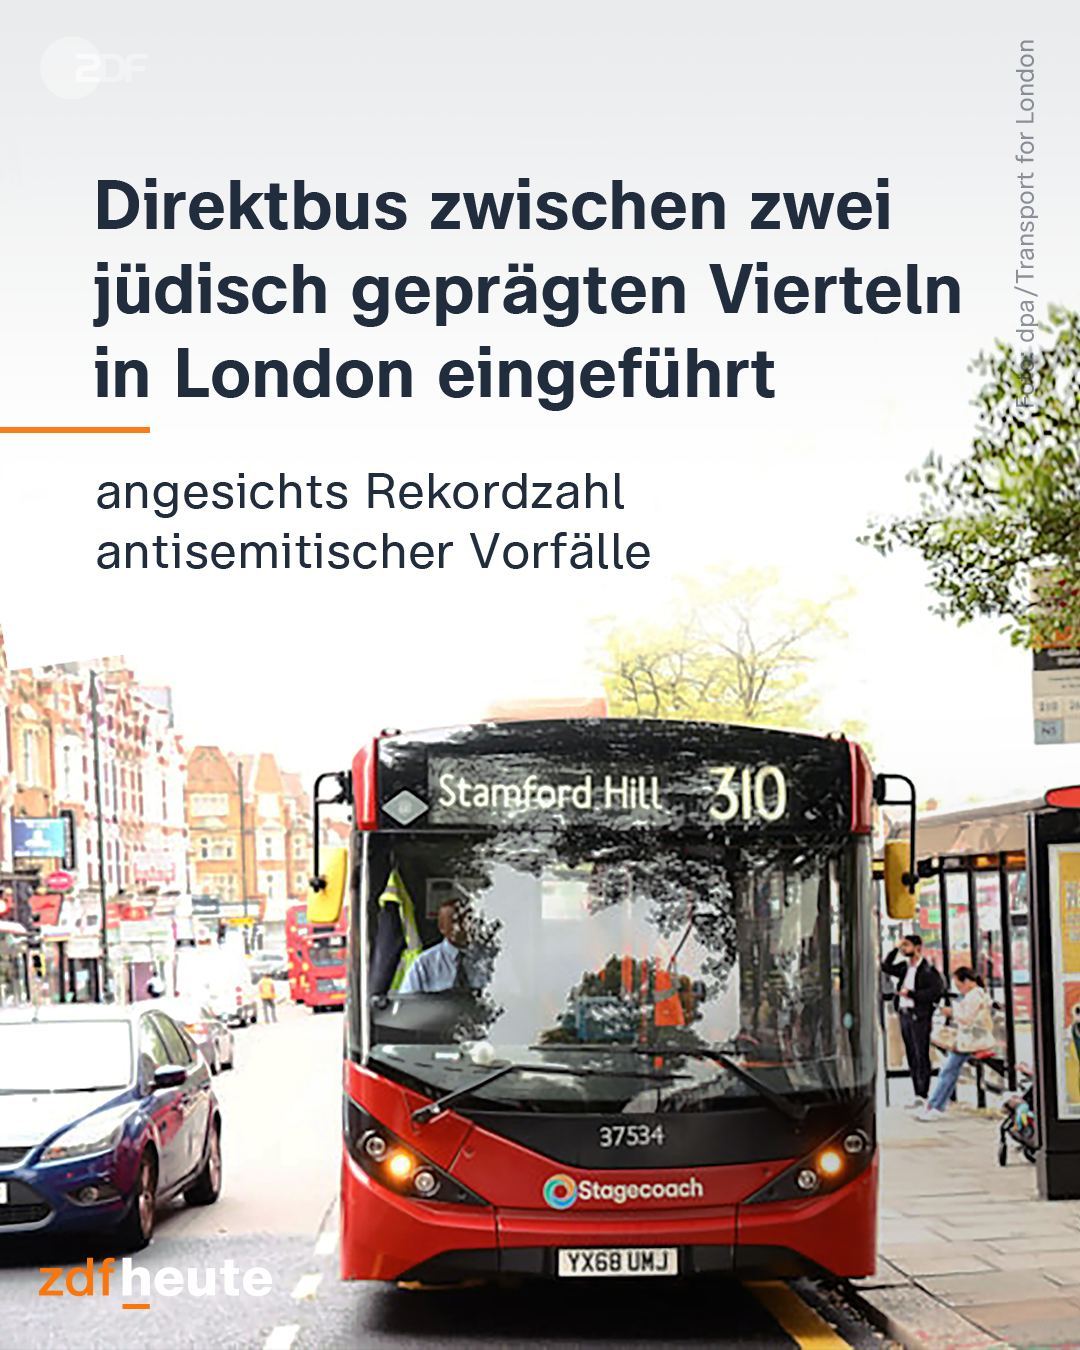 ZDF
Foto: dpa/Transport for London
Direktbus zwischen zwei
jüdisch geprägten Vierteln
in London eingeführt
angesichts Rekordzahl
antisemitischer Vorfälle
Stamford Hill 310
37534
Stagecoach
YX68 UMJ
zdfheute